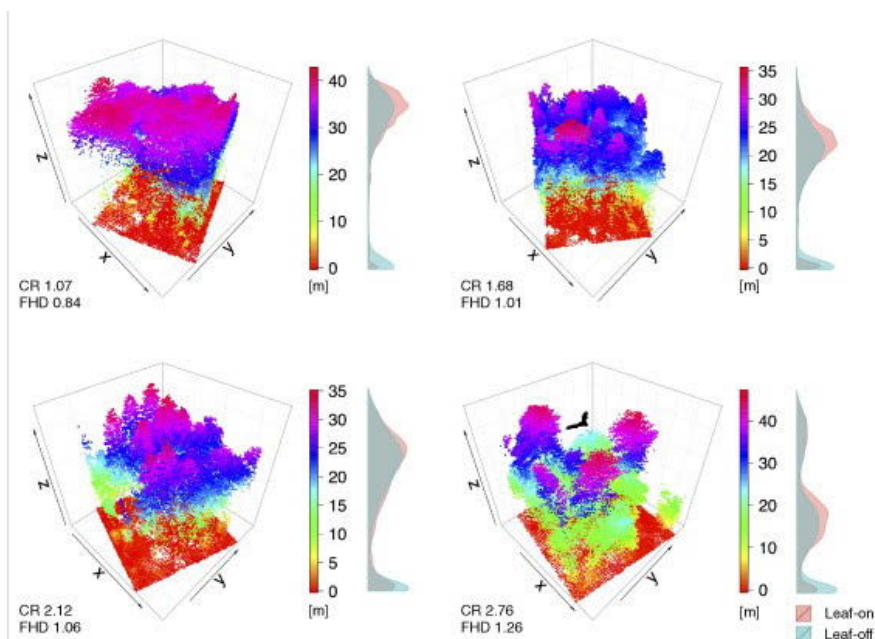 z
x
y
40
30
20
10
0
[m]
CR 1.07
FHD 0.84
z
x
y
35
30
25
20
15
10
5
0
[m]
CR 1.68
FHD 1.01
z
x
y
35
30
25
20
15
10
5
0
[m]
CR 2.12
FHD 1.06
z
x
y
40
30
20
10
0
[m]
CR 2.76
FHD 1.26
Leaf-on
Leaf-off